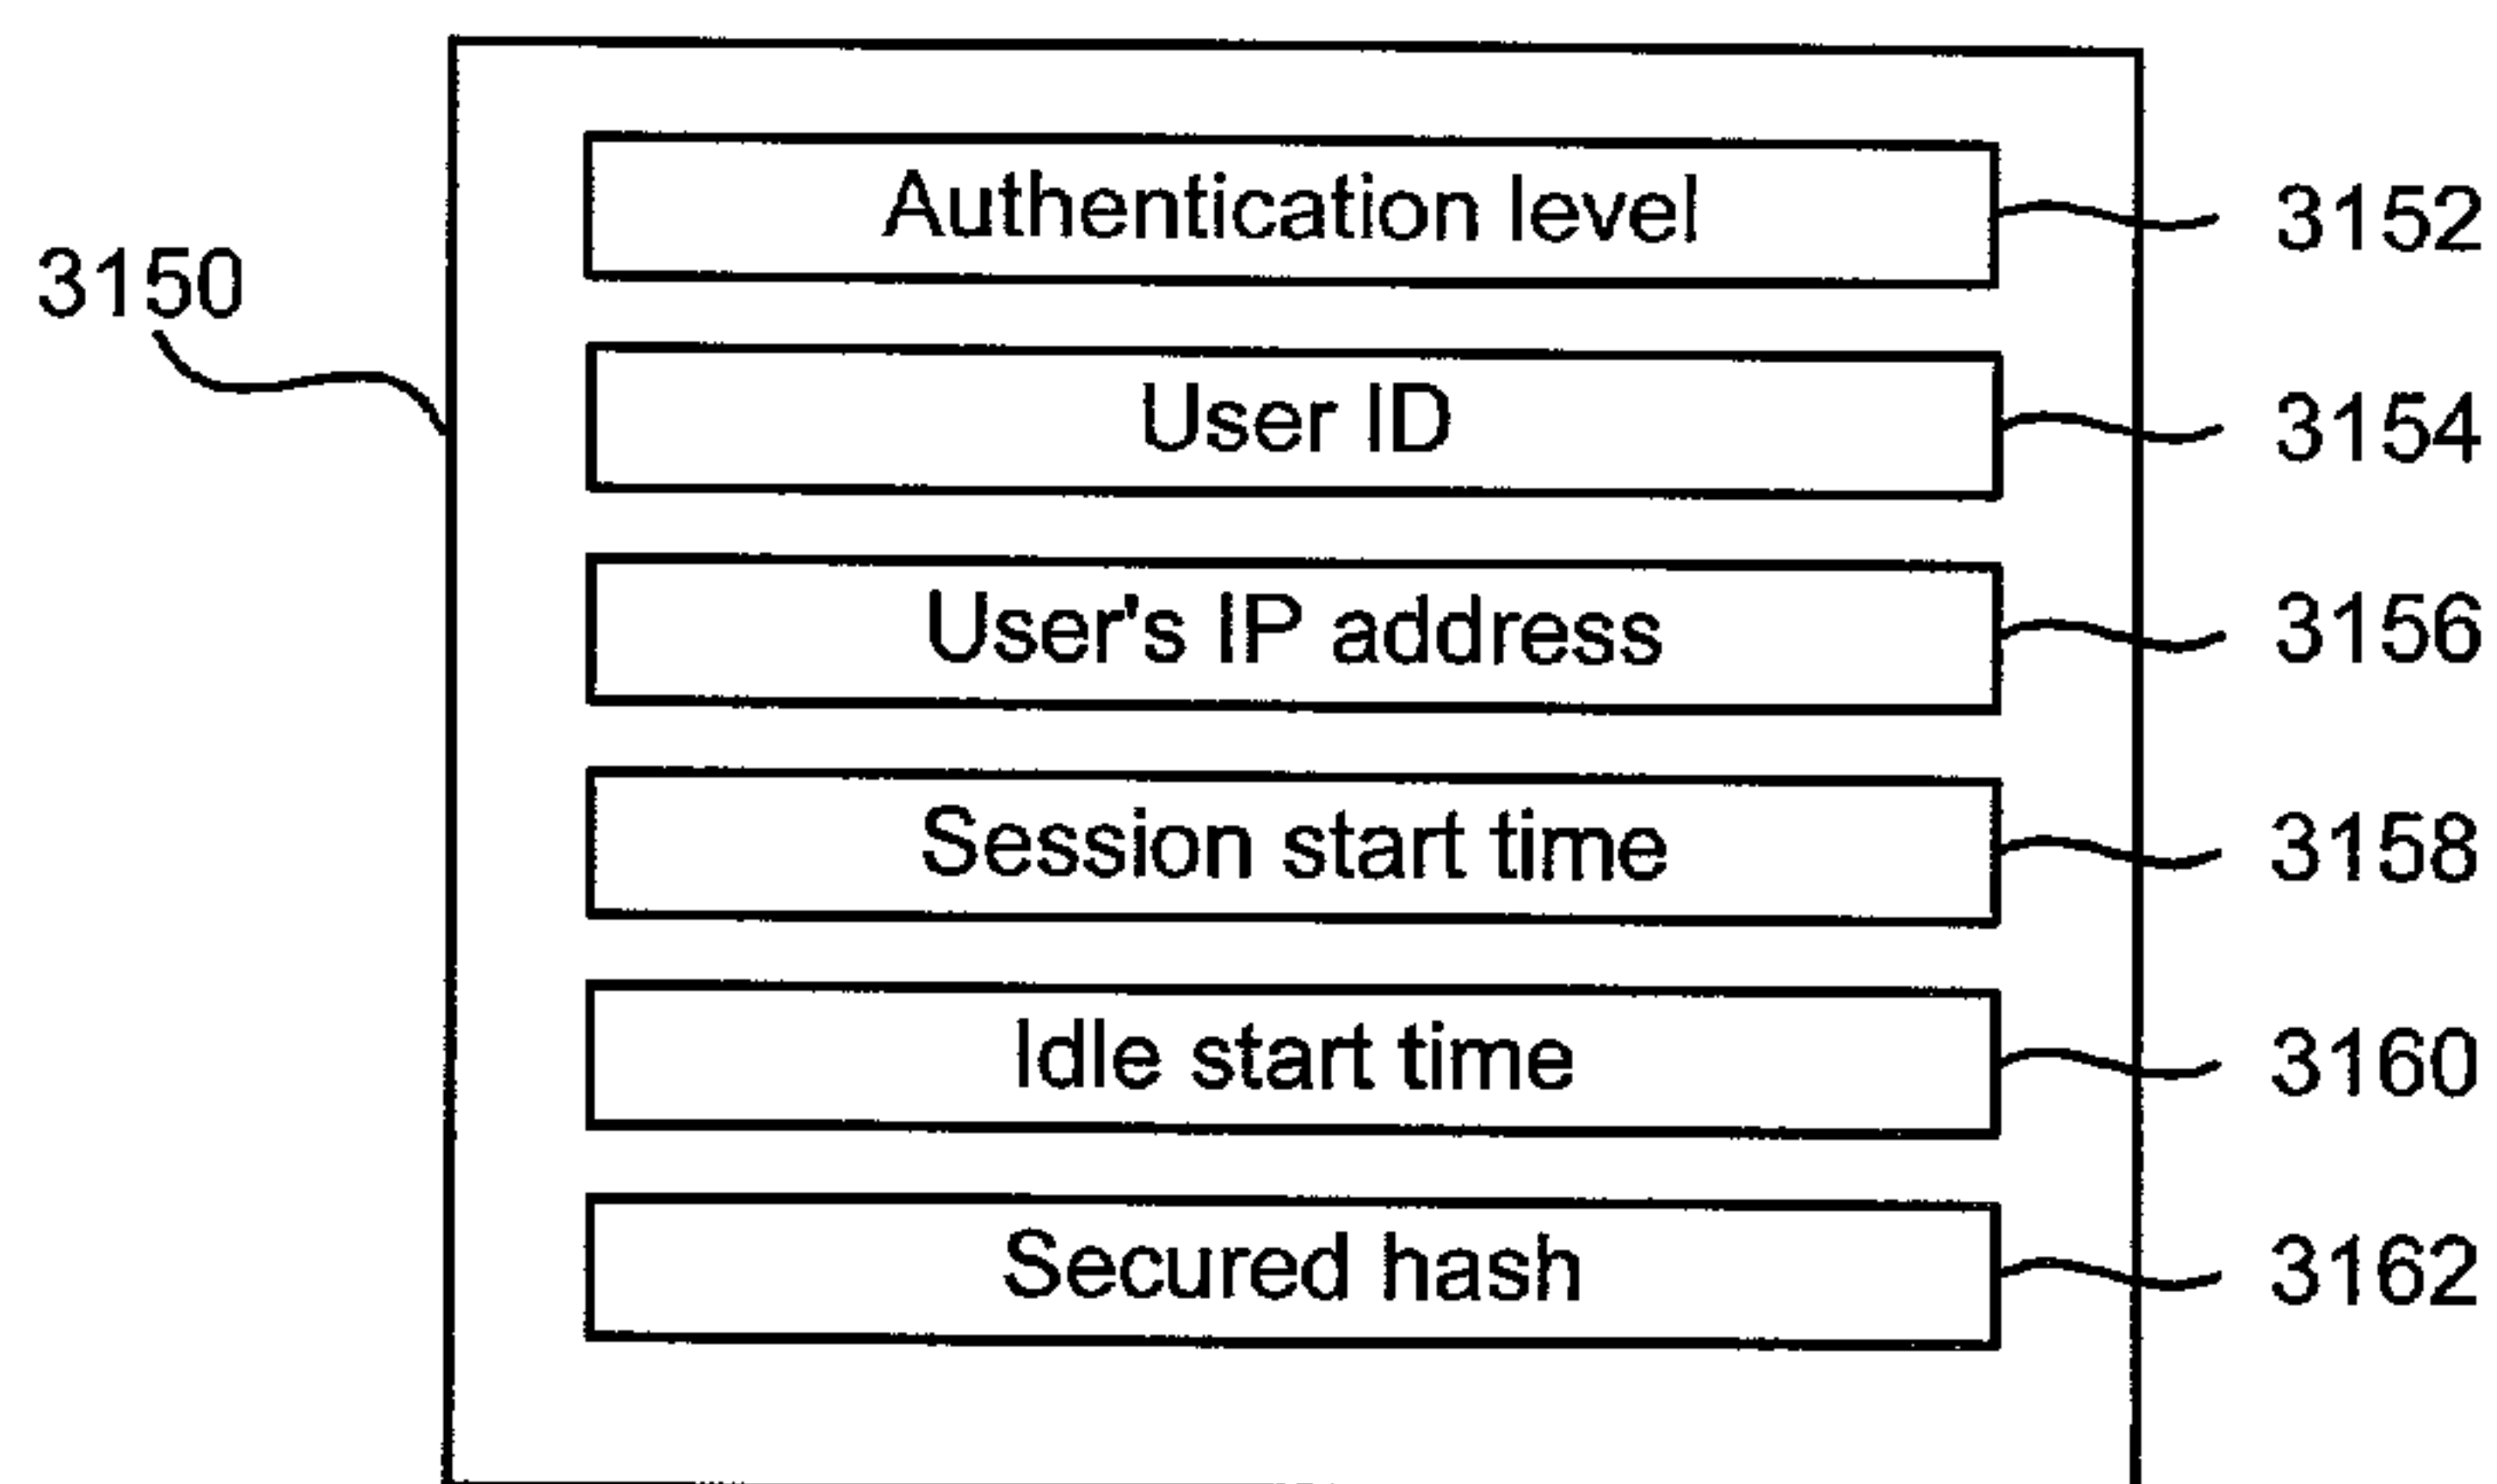 Authentication level 3152
3150
User ID 3154
User's IP address 3156
Session start time 3158
Idle start time 3160
Secured hash 3162